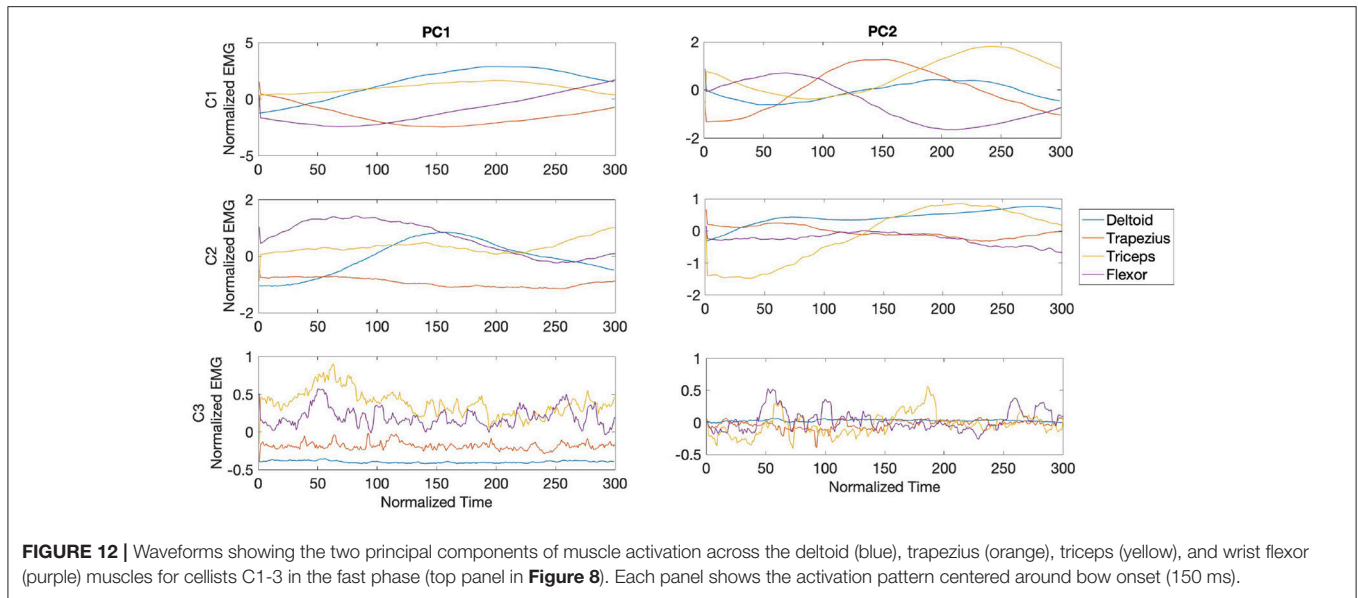 PC1
PC2
C1
Normalized EMG
5
0
-5
0 50 100 150 200 250 300
2
0
-2
0 50 100 150 200 250 300
C2
Normalized EMG
2
0
-2
0 50 100 150 200 250 300
1
0
-1
-2
0 50 100 150 200 250 300
Deltoid
Trapezius
Triceps
Flexor
C3
Normalized EMG
1
0.5
0
-0.5
0 50 100 150 200 250 300
Normalized Time
1
0.5
0
-0.5
0 50 100 150 200 250 300
Normalized Time
FIGURE 12 | Waveforms showing the two principal components of muscle activation across the deltoid (blue), trapezius (orange), triceps (yellow), and wrist flexor
(purple) muscles for cellists C1-3 in the fast phase (top panel in Figure 8). Each panel shows the activation pattern centered around bow onset (150 ms).